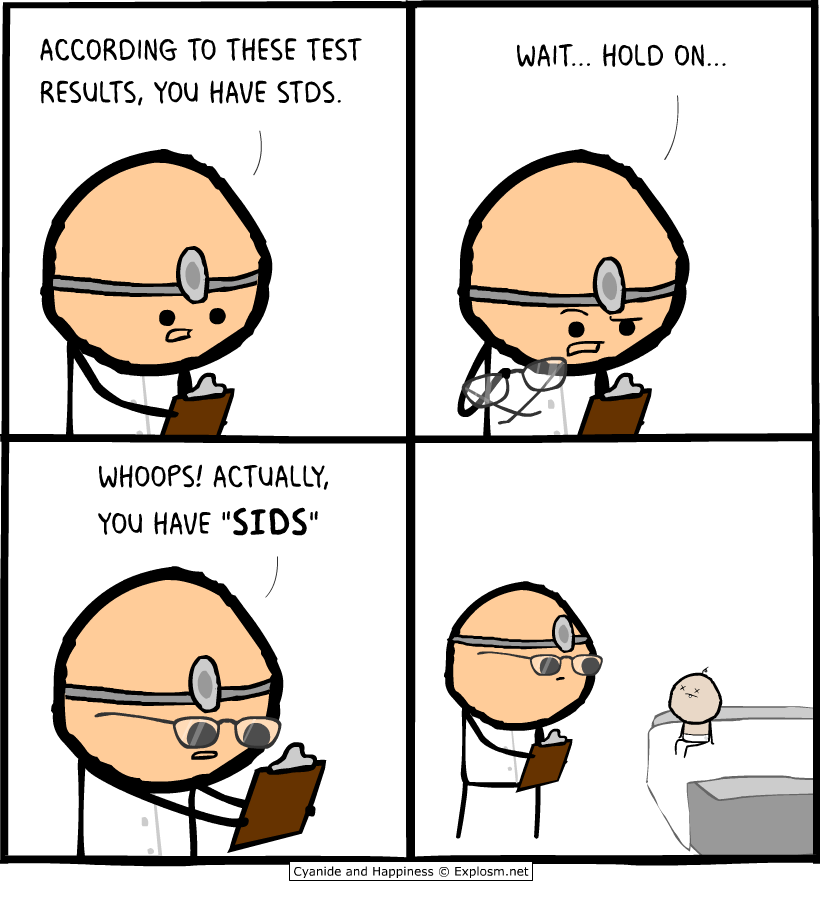 ACCORDING TO THESE TEST
RESULTS, YOU HAVE STDS.
WAIT... HOLD ON...
WHOOPS! ACTUALLY,
YOU HAVE "SIDS"
Cyanide and Happiness © Explosm.net